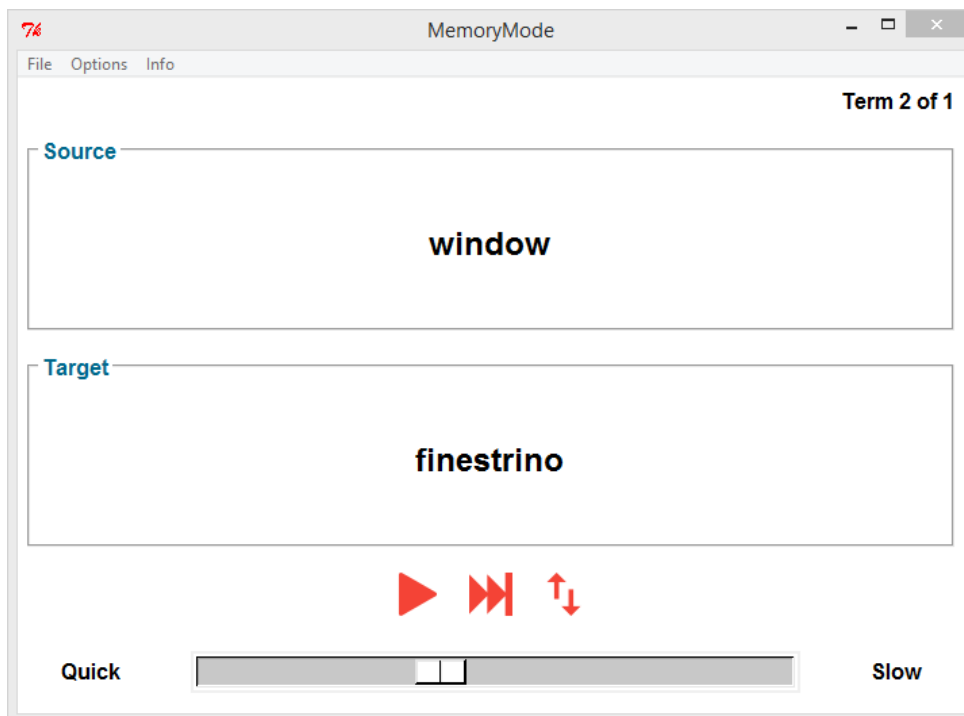 MemoryMode
File Options Info
Term 2 of 1
Source
window
Target
finestrino
Quick Slow